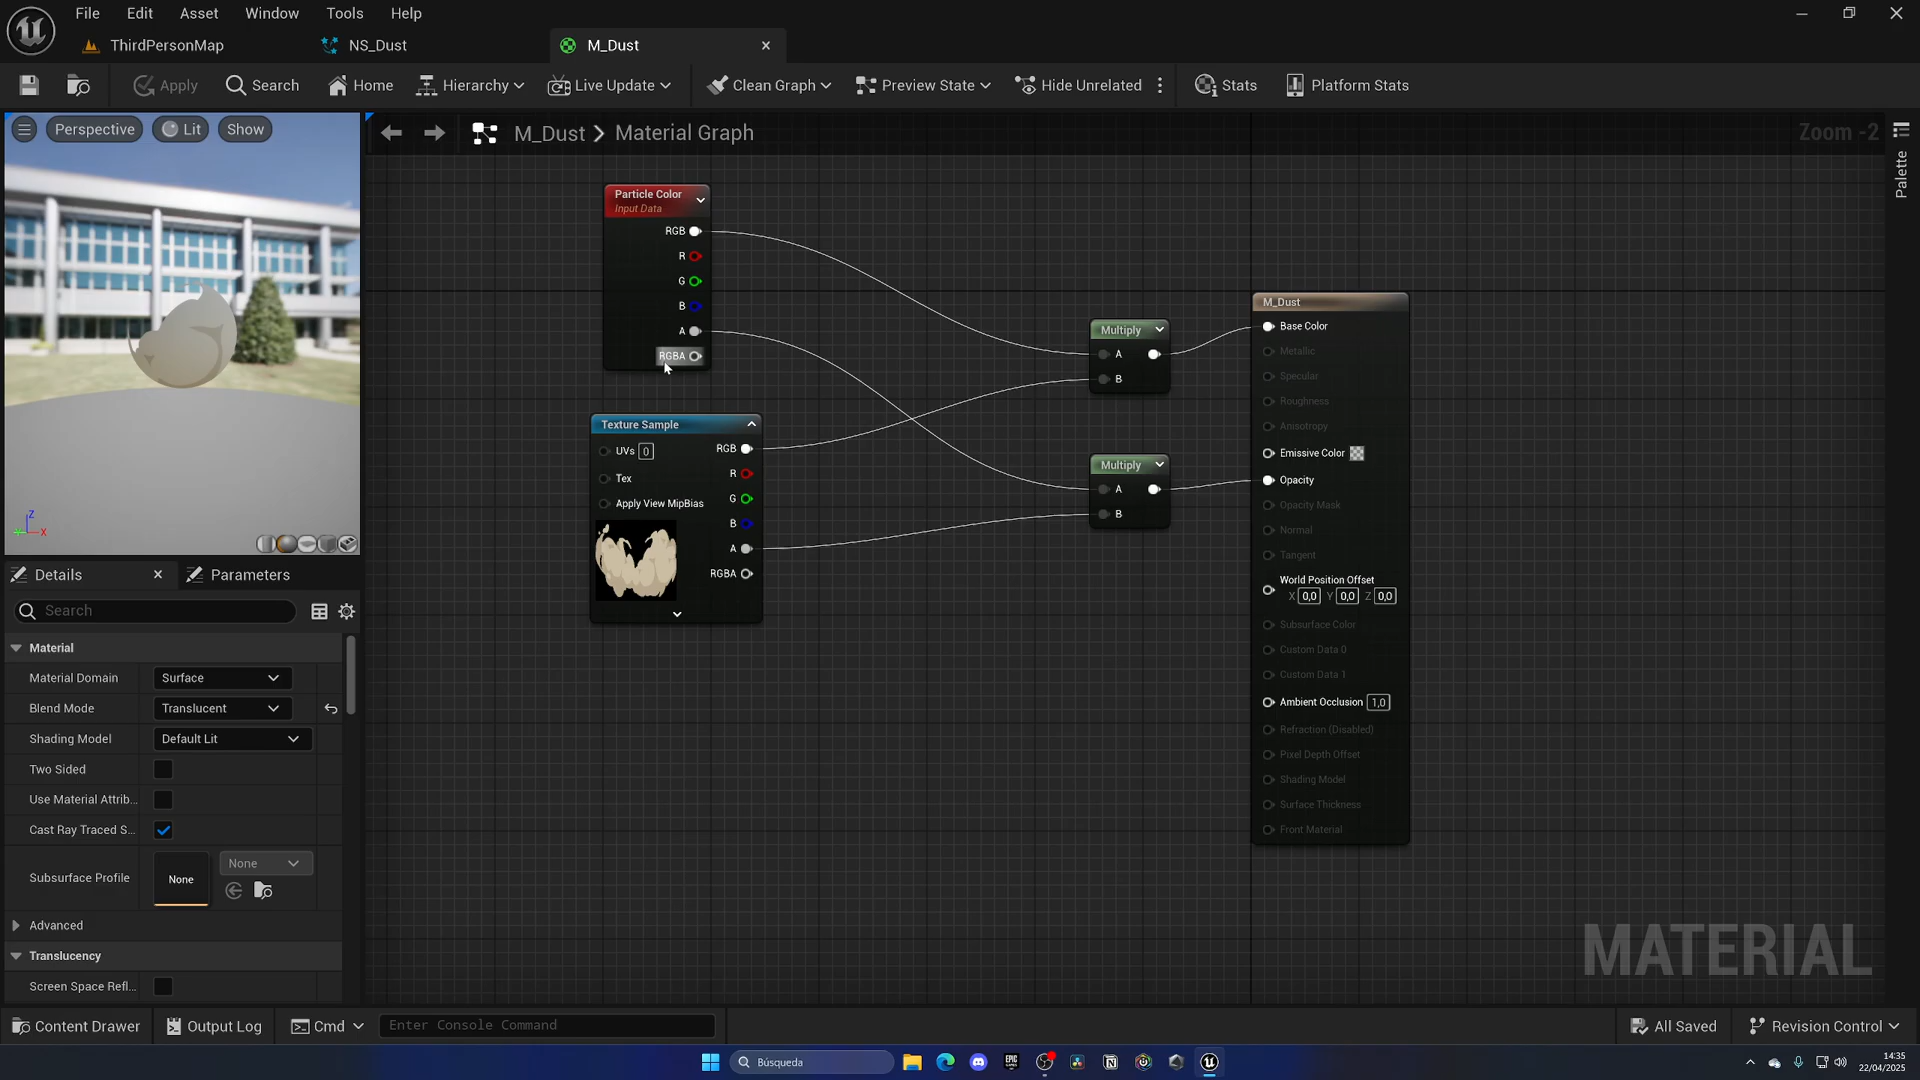 File Edit Asset Window Tools Help
ThirdPersonMap NS_Dust M_Dust
Apply Search Home Hierarchy Live Update Clean Graph Preview State Hide Unrelated Stats Platform Stats
Perspective Lit Show
M_Dust > Material Graph
Zoom -2
Palette
Particle Color
Input Data
RGB
R
G
B
A
RGBA
Texture Sample
UVs 0
Tex
Apply View MipBias
RGB
R
G
B
A
RGBA
Multiply
A
B
Multiply
A
B
M_Dust
Base Color
Metallic
Specular
Roughness
Anisotropy
Emissive Color
Opacity
Opacity Mask
Normal
Tangent
World Position Offset
X 0,0 Y 0,0 Z 0,0
Subsurface Color
Custom Data 0
Custom Data 1
Ambient Occlusion 1,0
Refraction (Disabled)
Pixel Depth Offset
Shading Model
Surface Thickness
Front Material
MATERIAL
Z
X
Details Parameters
Search
Material
Material Domain Surface
Blend Mode Translucent
Shading Model Default Lit
Two Sided
Use Material Attrib...
Cast Ray Traced S...
Subsurface Profile None None
Advanced
Translucency
Screen Space Refl...
Content Drawer Output Log Cmd Enter Console Command All Saved Revision Control
Búsqueda
EPIC
GAMES
14:35
22/04/2025